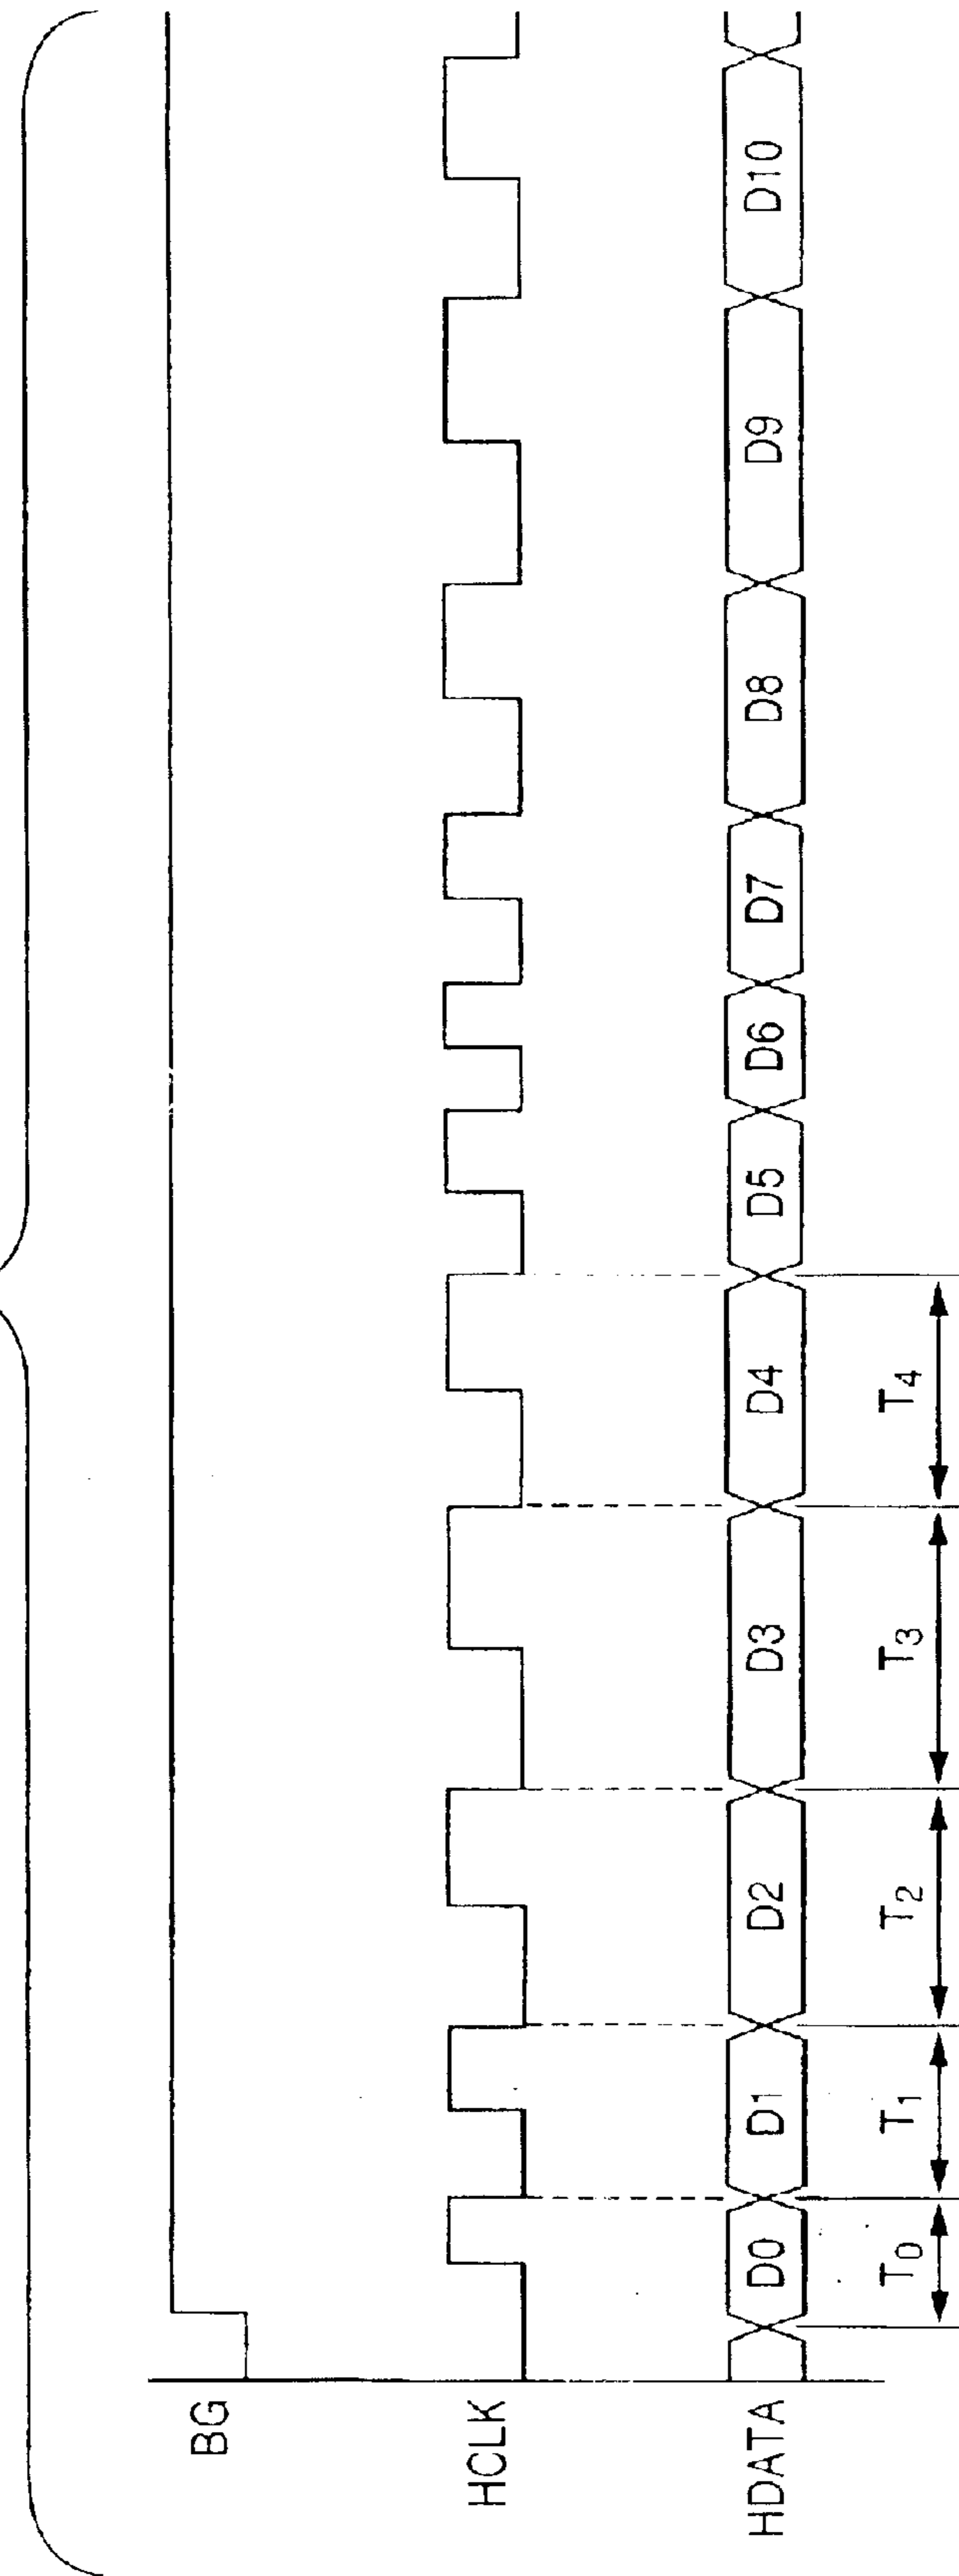 BG
HCLK
HDATA
D0 D1 D2 D3 D4 D5 D6 D7 D8 D9 D10
T0 T1 T2 T3 T4